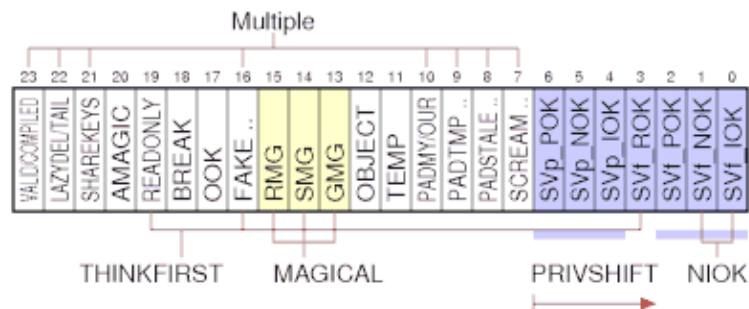 Multiple
23 22 21 20 19 18 17 16 15 14 13 12 11 10 9 8 7 6 5 4 3 2 1 0
VALID/COMPILED
LAZYDEL/TAIL
SHAREKEYS
AMAGIC
READONLY
BREAK
OOK
FAKE ..
RMG
SMG
GMG
OBJECT
TEMP
PADMY/OUR
PADTMP ..
PADSTALE ..
SCREAM ..
SVp_POK
SVp_NOK
SVp_IOK
SVf_ROK
SVf_POK
SVf_NOK
SVf_IOK
THINKFIRST MAGICAL PRIVSHIFT NIOK